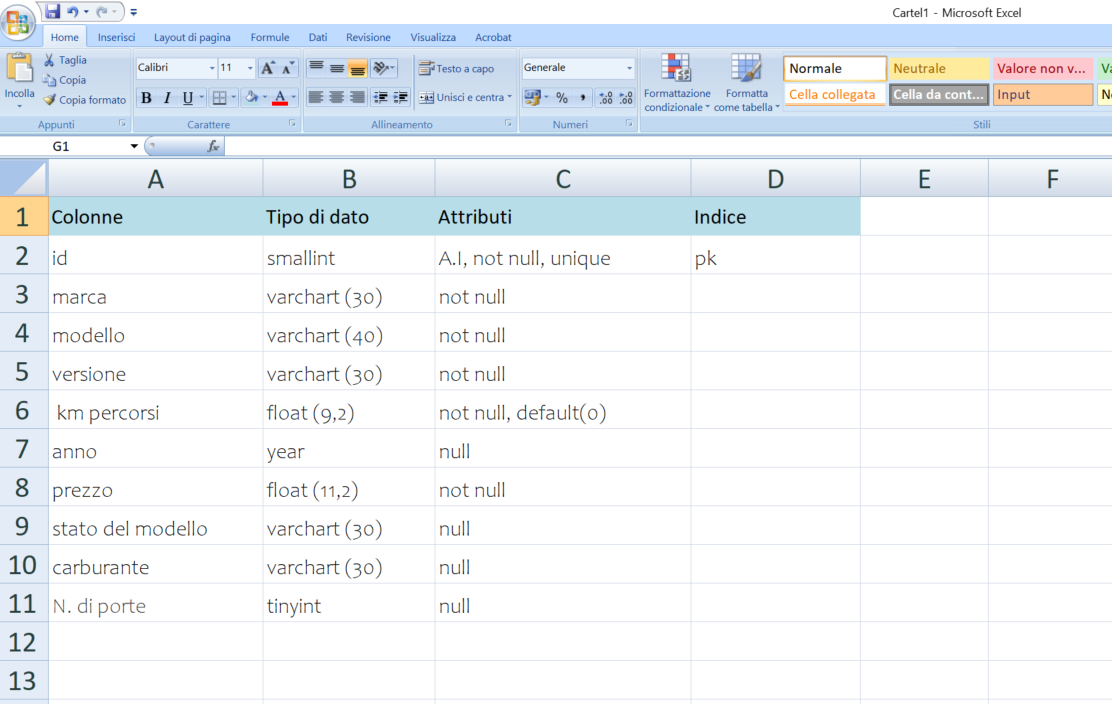 Cartel1 - Microsoft Excel
Home Inserisci Layout di pagina Formule Dati Revisione Visualizza Acrobat
Incolla
Taglia
Copia
Copia formato
Appunti
Calibri 11
B I U A
Carattere
Testo a capo
Unisci e centra
Allineamento
Generale
% ,00
Numeri
Formattazione condizionale
Formatta come tabella
Normale Neutrale Valore non v...
Cella collegata Cella da cont... Input
Stili
G1 fx
A B C D E F
1 Colonne Tipo di dato Attributi Indice
2 id smallint A.I, not null, unique pk
3 marca varchart (30) not null
4 modello varchart (40) not null
5 versione varchart (30) not null
6 km percorsi float (9,2) not null, default(0)
7 anno year null
8 prezzo float (11,2) not null
9 stato del modello varchart (30) null
10 carburante varchart (30) null
11 N. di porte tinyint null
12
13